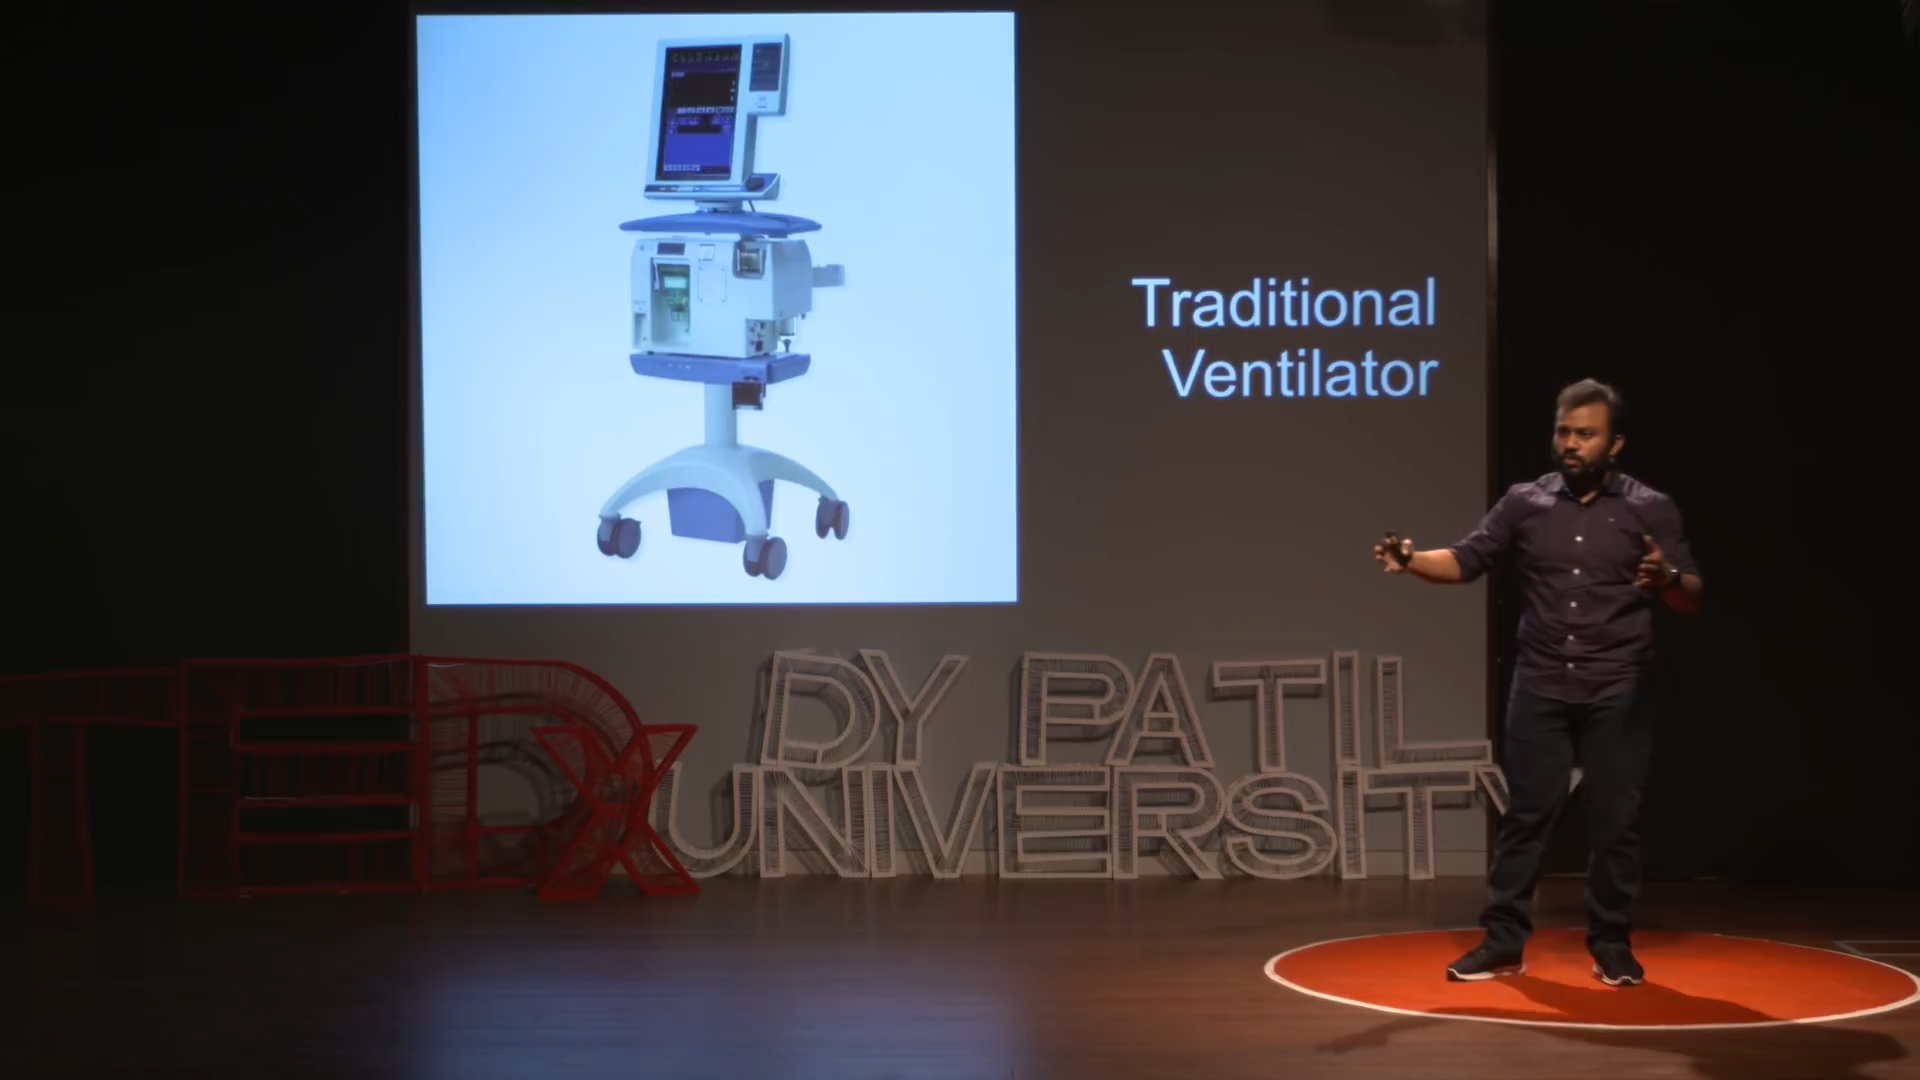 Traditional
Ventilator
TEDx
DY PATIL
UNIVERSITY